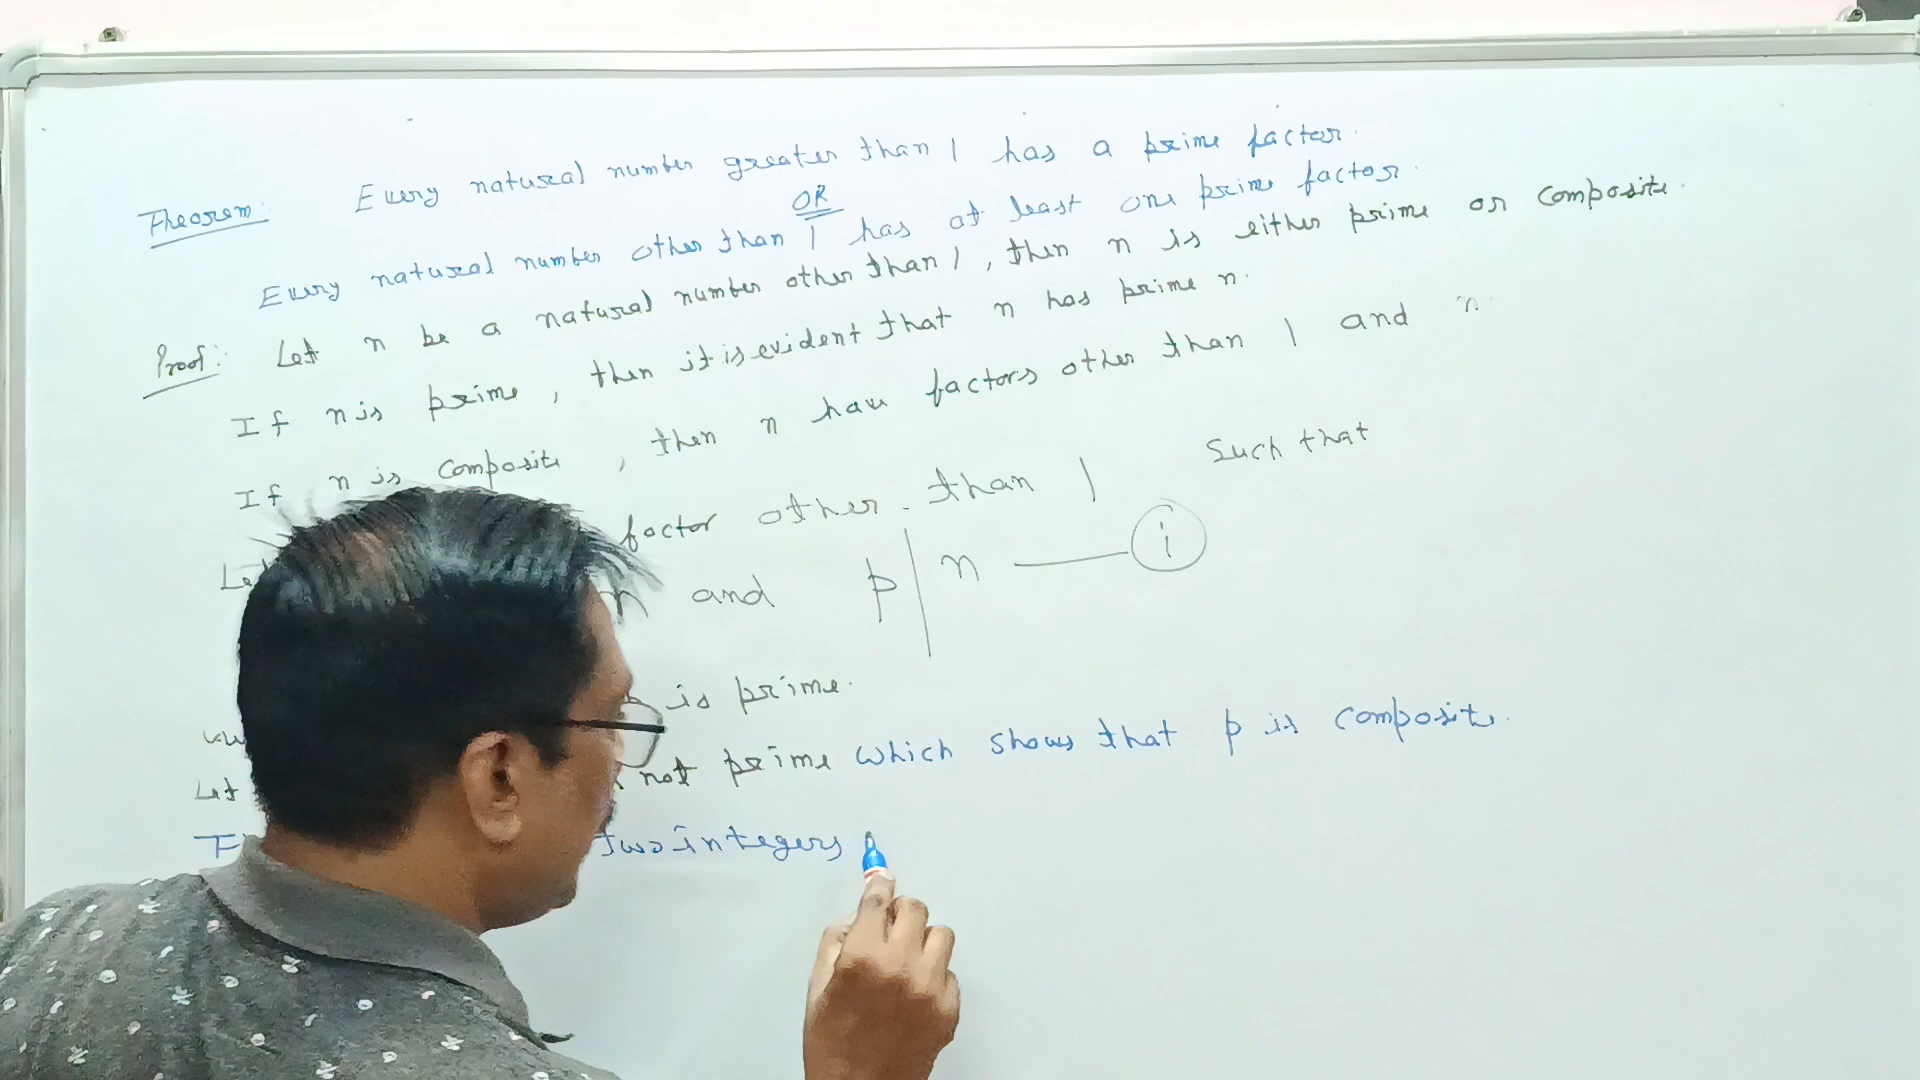 Theorem: Every natural number greater than 1 has a prime factor.
OR
Every natural number other than 1 has at least one prime factor.
Proof: Let n be a natural number other than 1, then n is either prime or composite.
If n is prime, then it is evident that n has prime n.
If n is composite, then n have factors other than 1 and n.
Let factor other than 1 such that
n and p | n — i
is prime.
Let not prime which shows that p is composite.
two integers